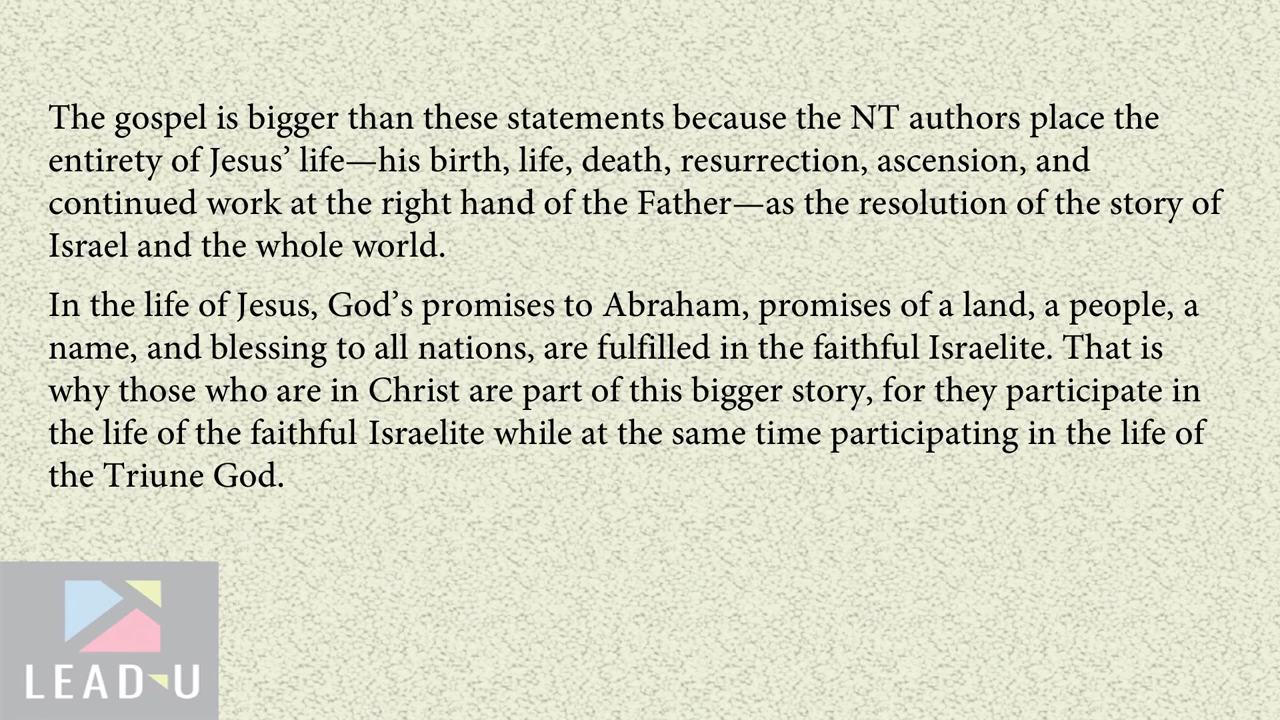 The gospel is bigger than these statements because the NT authors place the
entirety of Jesus’ life—his birth, life, death, resurrection, ascension, and
continued work at the right hand of the Father—as the resolution of the story of
Israel and the whole world.
In the life of Jesus, God’s promises to Abraham, promises of a land, a people, a
name, and blessing to all nations, are fulfilled in the faithful Israelite. That is
why those who are in Christ are part of this bigger story, for they participate in
the life of the faithful Israelite while at the same time participating in the life of
the Triune God.
LEAD U